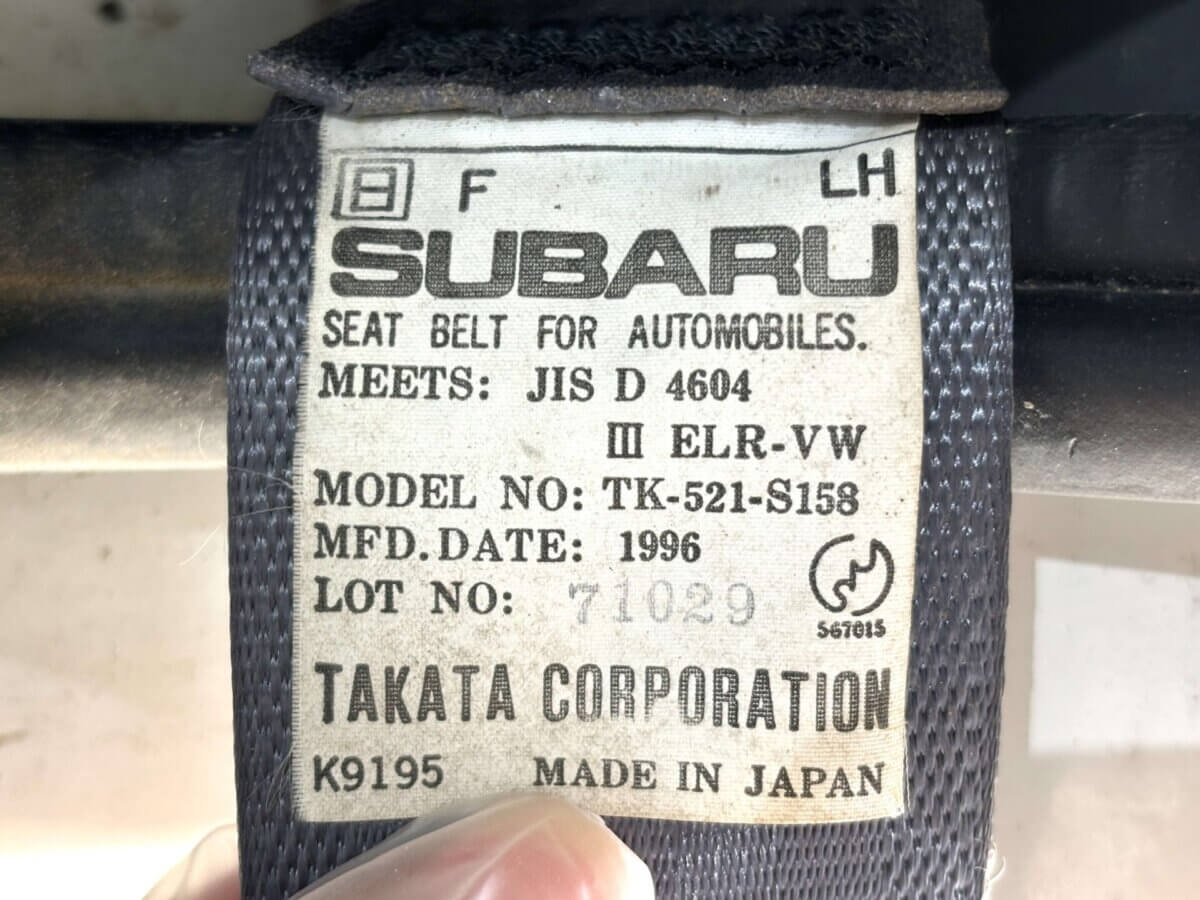 日 F LH
SUBARU
SEAT BELT FOR AUTOMOBILES.
MEETS: JIS D 4604
III ELR-VW
MODEL NO: TK-521-S158
MFD.DATE: 1996
LOT NO: 71029
567015
TAKATA CORPORATION
K9195 MADE IN JAPAN